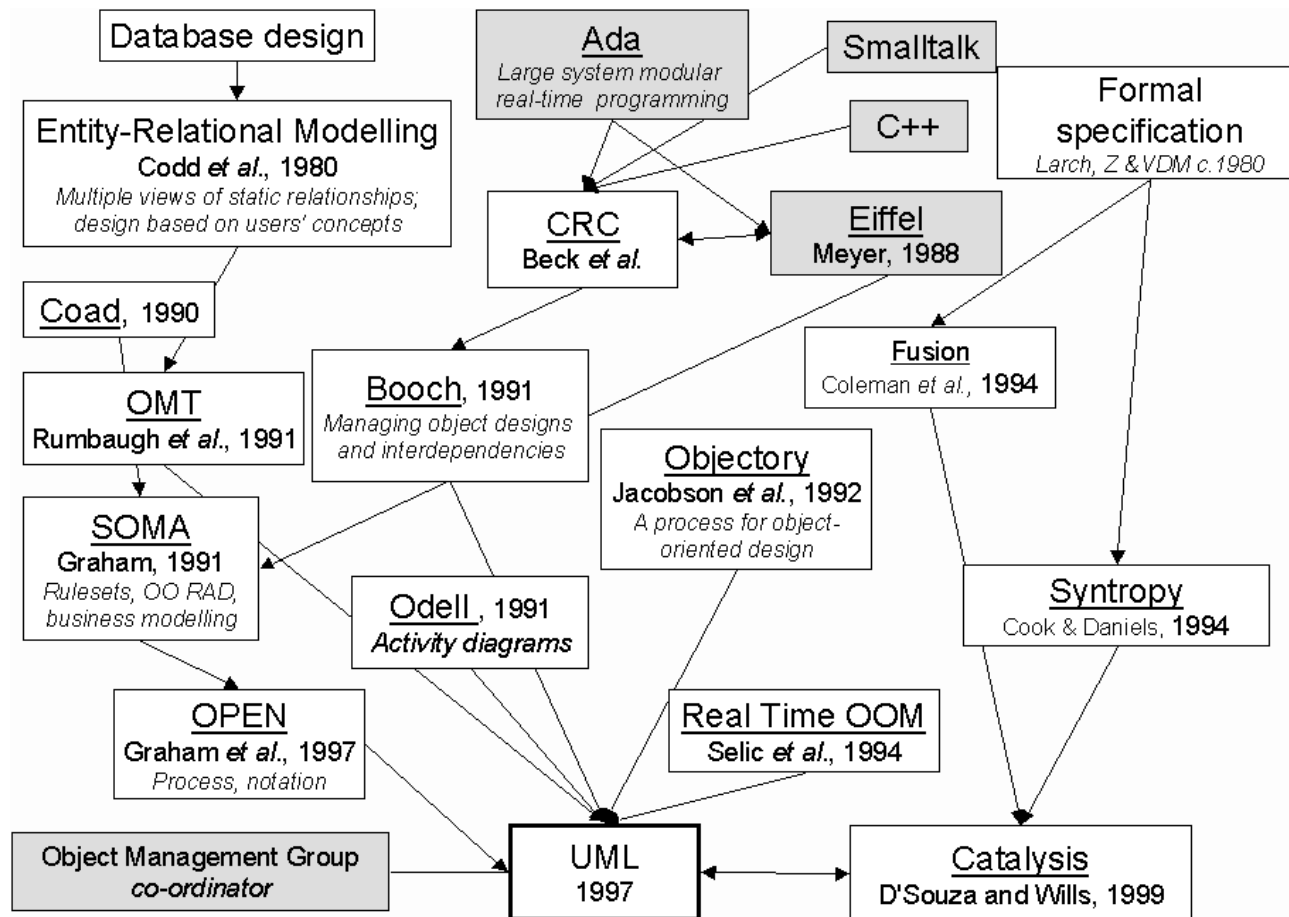 Database design
Ada
Large system modular
real-time programming
Smalltalk
C++
Formal
specification
Larch, Z &VDM c.1980
Entity-Relational Modelling
Codd et al., 1980
Multiple views of static relationships;
design based on users' concepts
CRC
Beck et al.
Eiffel
Meyer, 1988
Coad, 1990
OMT
Rumbaugh et al., 1991
Booch, 1991
Managing object designs
and interdependencies
Fusion
Coleman et al., 1994
Objectory
Jacobson et al., 1992
A process for object-
oriented design
SOMA
Graham, 1991
Rulesets, OO RAD,
business modelling
Odell , 1991
Activity diagrams
Syntropy
Cook & Daniels, 1994
OPEN
Graham et al., 1997
Process, notation
Real Time OOM
Selic et al., 1994
Object Management Group
co-ordinator
UML
1997
Catalysis
D'Souza and Wills, 1999